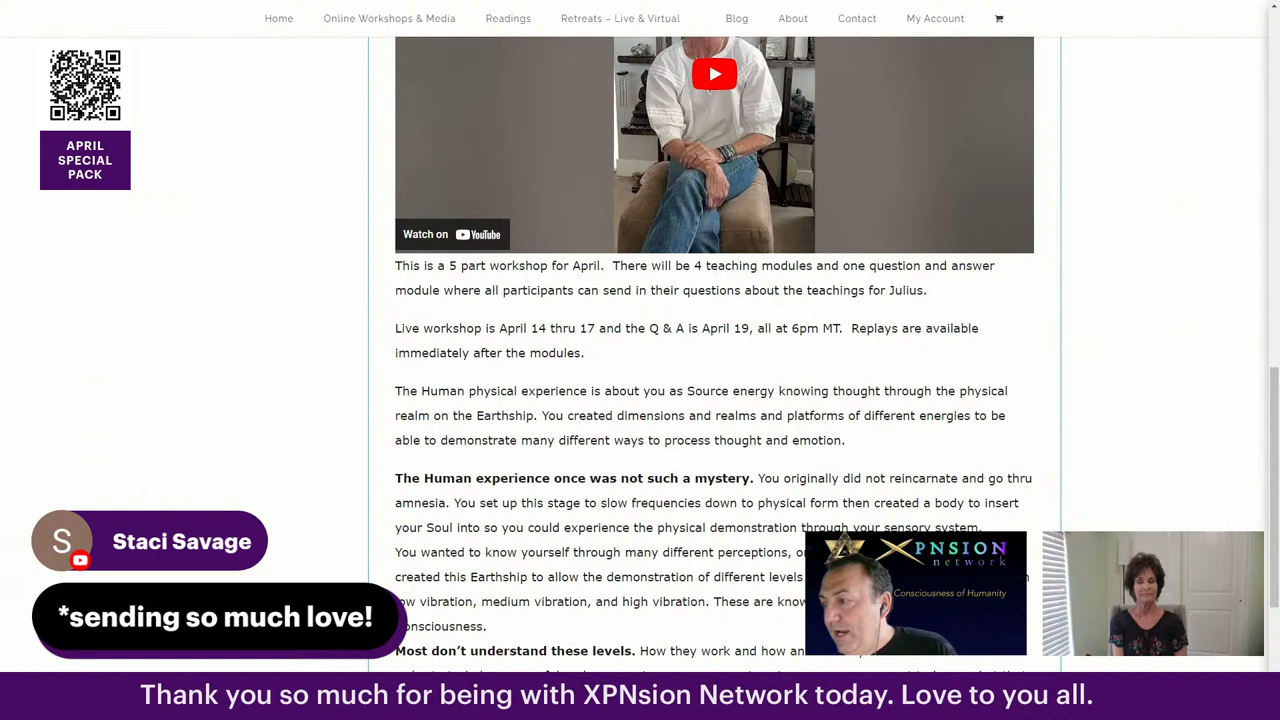 Home Online Workshops & Media Readings Retreats – Live & Virtual Blog About Contact My Account
APRIL
SPECIAL
PACK
Watch on YouTube
This is a 5 part workshop for April. There will be 4 teaching modules and one question and answer
module where all participants can send in their questions about the teachings for Julius.
Live workshop is April 14 thru 17 and the Q & A is April 19, all at 6pm MT. Replays are available
immediately after the modules.
The Human physical experience is about you as Source energy knowing thought through the physical
realm on the Earthship. You created dimensions and realms and platforms of different energies to be
able to demonstrate many different ways to process thought and emotion.
The Human experience once was not such a mystery. You originally did not reincarnate and go thru
amnesia. You set up this stage to slow frequencies down to physical form then created a body to insert
your Soul into so you could experience the physical demonstration through your sensory system.
You wanted to know yourself through many different perceptions,
created this Earthship to allow the demonstration of different levels
vibration, medium vibration, and high vibration. These are
consciousness.
Most don't understand these levels. How they work and how
S
Staci Savage
*sending so much love!
XPNSION
network
Consciousness of Humanity
Thank you so much for being with XPNsion Network today. Love to you all.